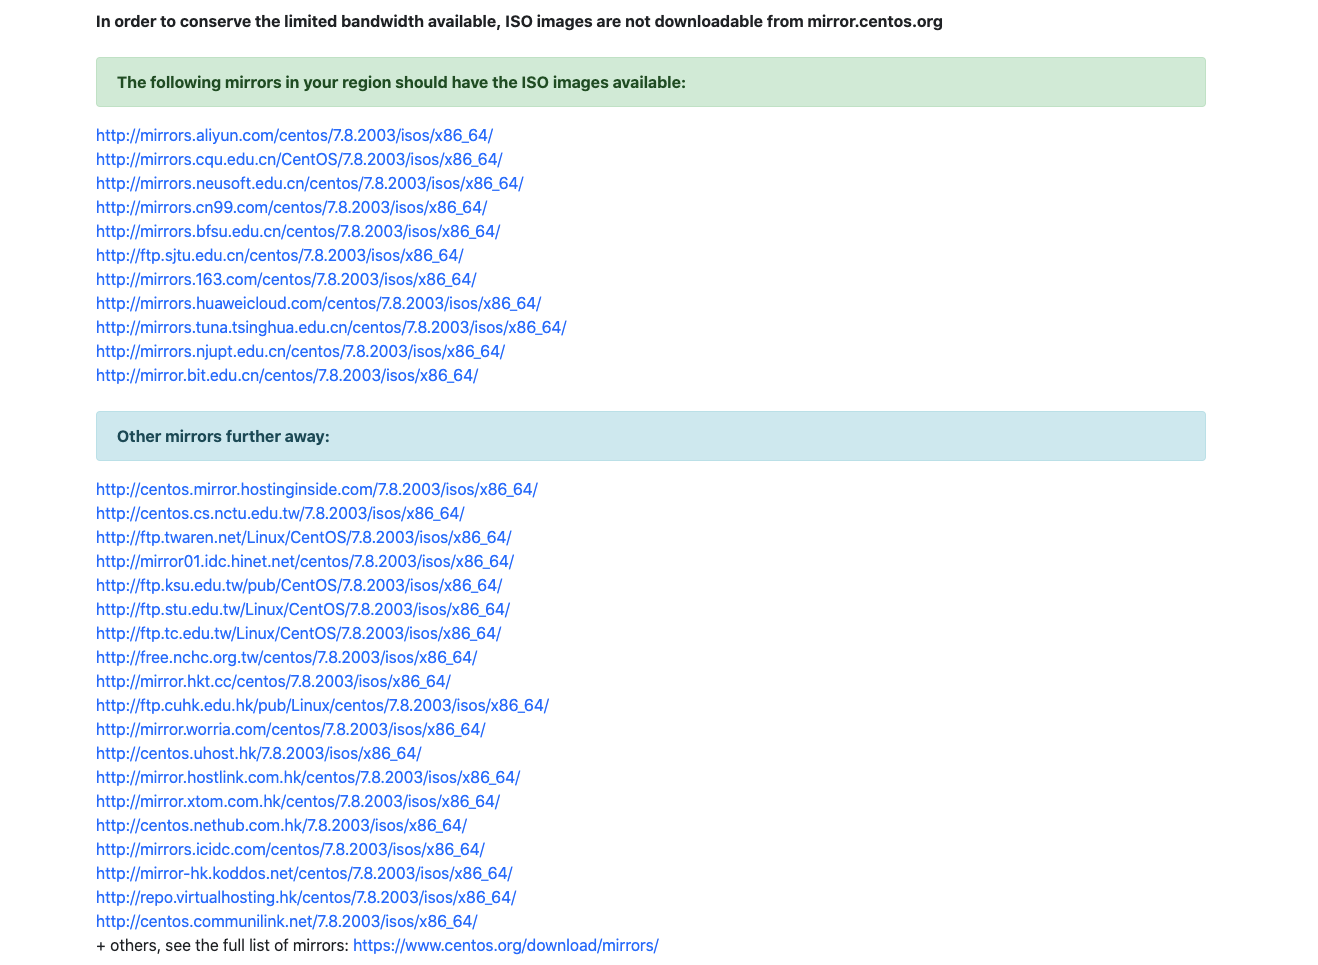 In order to conserve the limited bandwidth available, ISO images are not downloadable from mirror.centos.org
The following mirrors in your region should have the ISO images available:
http://mirrors.aliyun.com/centos/7.8.2003/isos/x86_64/
http://mirrors.cqu.edu.cn/CentOS/7.8.2003/isos/x86_64/
http://mirrors.neusoft.edu.cn/centos/7.8.2003/isos/x86_64/
http://mirrors.cn99.com/centos/7.8.2003/isos/x86_64/
http://mirrors.bfsu.edu.cn/centos/7.8.2003/isos/x86_64/
http://ftp.sjtu.edu.cn/centos/7.8.2003/isos/x86_64/
http://mirrors.163.com/centos/7.8.2003/isos/x86_64/
http://mirrors.huaweicloud.com/centos/7.8.2003/isos/x86_64/
http://mirrors.tuna.tsinghua.edu.cn/centos/7.8.2003/isos/x86_64/
http://mirrors.njupt.edu.cn/centos/7.8.2003/isos/x86_64/
http://mirror.bit.edu.cn/centos/7.8.2003/isos/x86_64/
Other mirrors further away:
http://centos.mirror.hostinginside.com/7.8.2003/isos/x86_64/
http://centos.cs.nctu.edu.tw/7.8.2003/isos/x86_64/
http://ftp.twaren.net/Linux/CentOS/7.8.2003/isos/x86_64/
http://mirror01.idc.hinet.net/centos/7.8.2003/isos/x86_64/
http://ftp.ksu.edu.tw/pub/CentOS/7.8.2003/isos/x86_64/
http://ftp.stu.edu.tw/Linux/CentOS/7.8.2003/isos/x86_64/
http://ftp.tc.edu.tw/Linux/CentOS/7.8.2003/isos/x86_64/
http://free.nchc.org.tw/centos/7.8.2003/isos/x86_64/
http://mirror.hkt.cc/centos/7.8.2003/isos/x86_64/
http://ftp.cuhk.edu.hk/pub/Linux/centos/7.8.2003/isos/x86_64/
http://mirror.worria.com/centos/7.8.2003/isos/x86_64/
http://centos.uhost.hk/7.8.2003/isos/x86_64/
http://mirror.hostlink.com.hk/centos/7.8.2003/isos/x86_64/
http://mirror.xtom.com.hk/centos/7.8.2003/isos/x86_64/
http://centos.nethub.com.hk/7.8.2003/isos/x86_64/
http://mirrors.icidc.com/centos/7.8.2003/isos/x86_64/
http://mirror-hk.koddos.net/centos/7.8.2003/isos/x86_64/
http://repo.virtualhosting.hk/centos/7.8.2003/isos/x86_64/
http://centos.communilink.net/7.8.2003/isos/x86_64/
+ others, see the full list of mirrors: https://www.centos.org/download/mirrors/